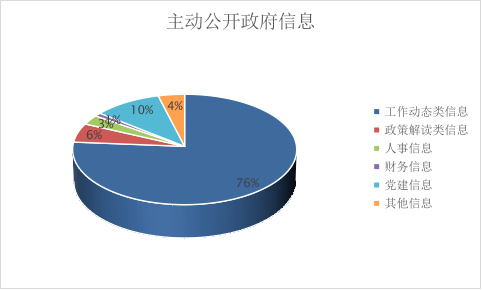 主动公开政府信息
4%
10%
1%
3%
6%
76%
工作动态类信息
政策解读类信息
人事信息
财务信息
党建信息
其他信息